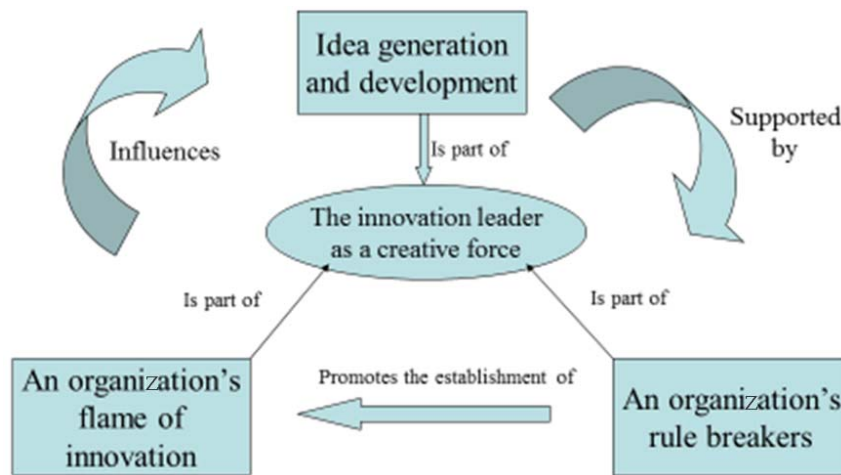 Idea generation
and development
Influences
Is part of
Supported
by
The innovation leader
as a creative force
Is part of
Is part of
An organization's
flame of
innovation
Promotes the establishment of
An organization's
rule breakers